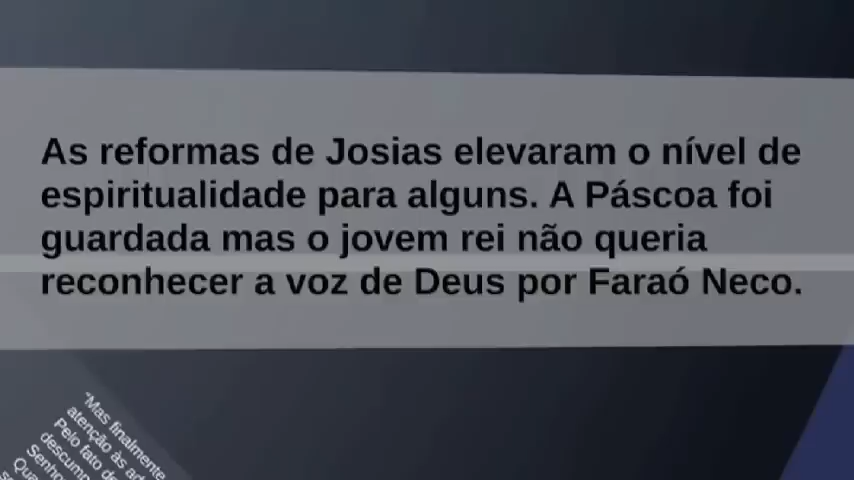 As reformas de Josias elevaram o nível de
espiritualidade para alguns. A Páscoa foi
guardada mas o jovem rei não queria
reconhecer a voz de Deus por Faraó Neco.
"Mas finalmente
atenção às
Pelo fato de